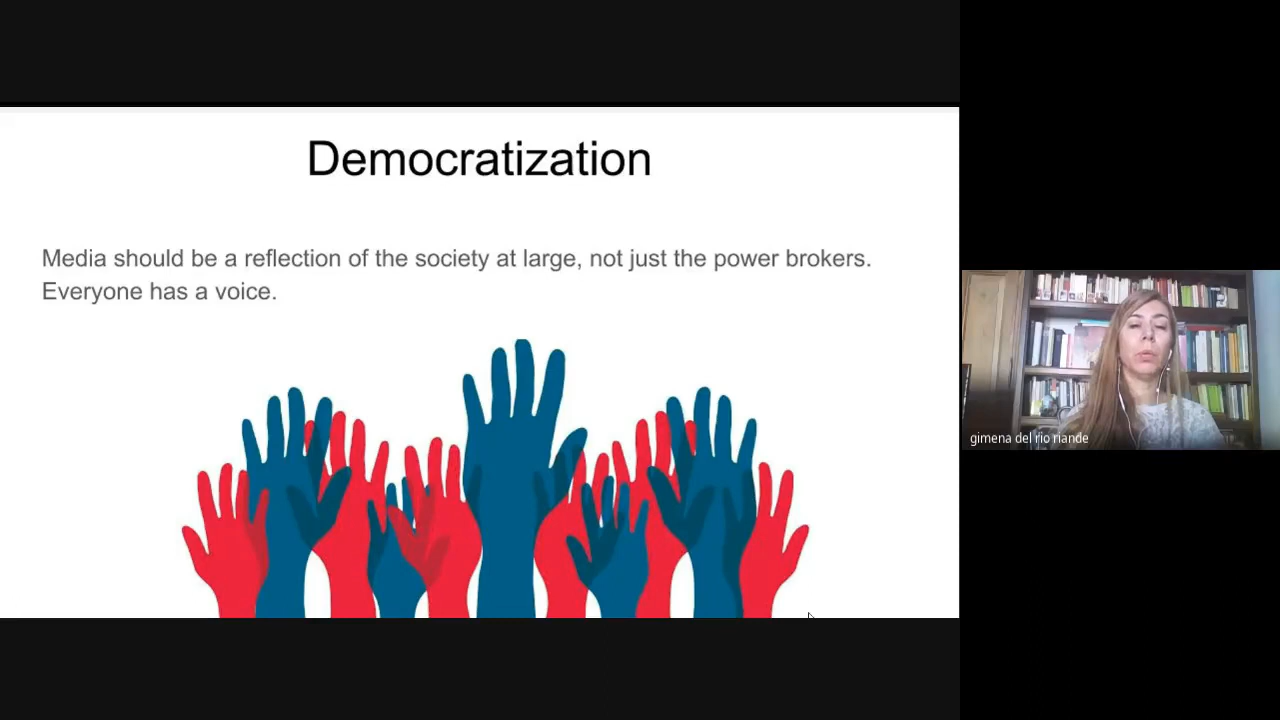 Democratization
Media should be a reflection of the society at large, not just the power brokers.
Everyone has a voice.
gimena del rio riande